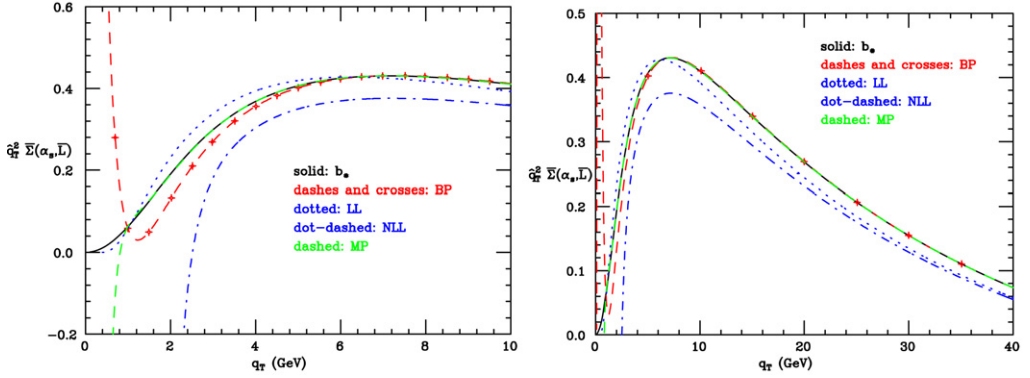 0.6
0.4
0.2
0.0
−0.2
q̂_T² Σ̅(α_s,L̅)
solid: b*
dashes and crosses: BP
dotted: LL
dot-dashed: NLL
dashed: MP
0 2 4 6 8 10
q_T (GeV)
0.5
0.4
0.3
0.2
0.1
0.0
q̂_T² Σ̅(α_s,L̅)
solid: b*
dashes and crosses: BP
dotted: LL
dot-dashed: NLL
dashed: MP
0 10 20 30 40
q_T (GeV)